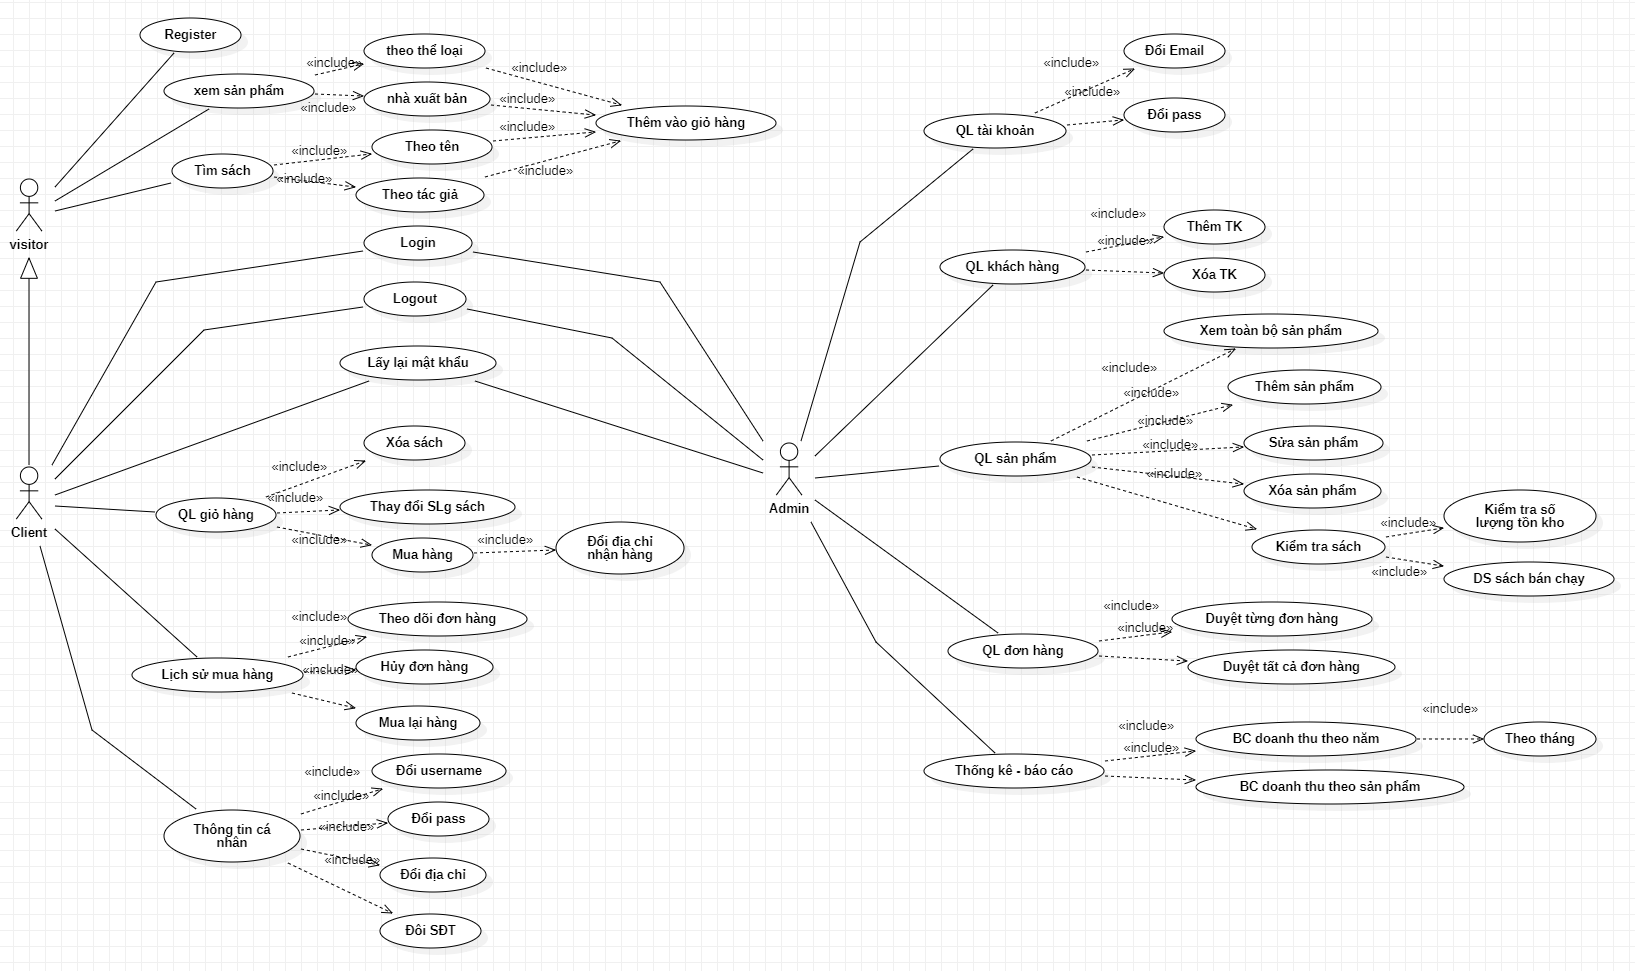 Register
«include»
theo thể loại
«include»
xem sản phẩm
«include»
nhà xuất bản
«include»
Thêm vào giỏ hàng
Tìm sách
«include»
Theo tên
«include»
«include»
Theo tác giả
«include»
visitor
Login
Logout
Lấy lại mật khẩu
Client
Xóa sách
«include»
QL giỏ hàng
«include»
Thay đổi SLg sách
«include»
Mua hàng
«include»
Đổi địa chỉ
nhận hàng
Lịch sử mua hàng
«include»
Theo dõi đơn hàng
«include»
«include»
Hủy đơn hàng
Mua lại hàng
Thông tin cá
nhân
«include»
Đổi username
«include»
«include»
Đổi pass
«include»
Đổi địa chỉ
Đôi SĐT
Admin
QL tài khoản
«include»
Đổi Email
«include»
Đổi pass
QL khách hàng
«include»
Thêm TK
«include»
Xóa TK
QL sản phẩm
Xem toàn bộ sản phẩm
«include»
«include»
Thêm sản phẩm
«include»
«include»
Sửa sản phẩm
«include»
Xóa sản phẩm
Kiểm tra sách
«include»
Kiểm tra số
lượng tồn kho
«include»
DS sách bán chạy
QL đơn hàng
«include»
Duyệt từng đơn hàng
«include»
Duyệt tất cả đơn hàng
Thống kê - báo cáo
«include»
«include»
BC doanh thu theo năm
«include»
Theo tháng
BC doanh thu theo sản phẩm